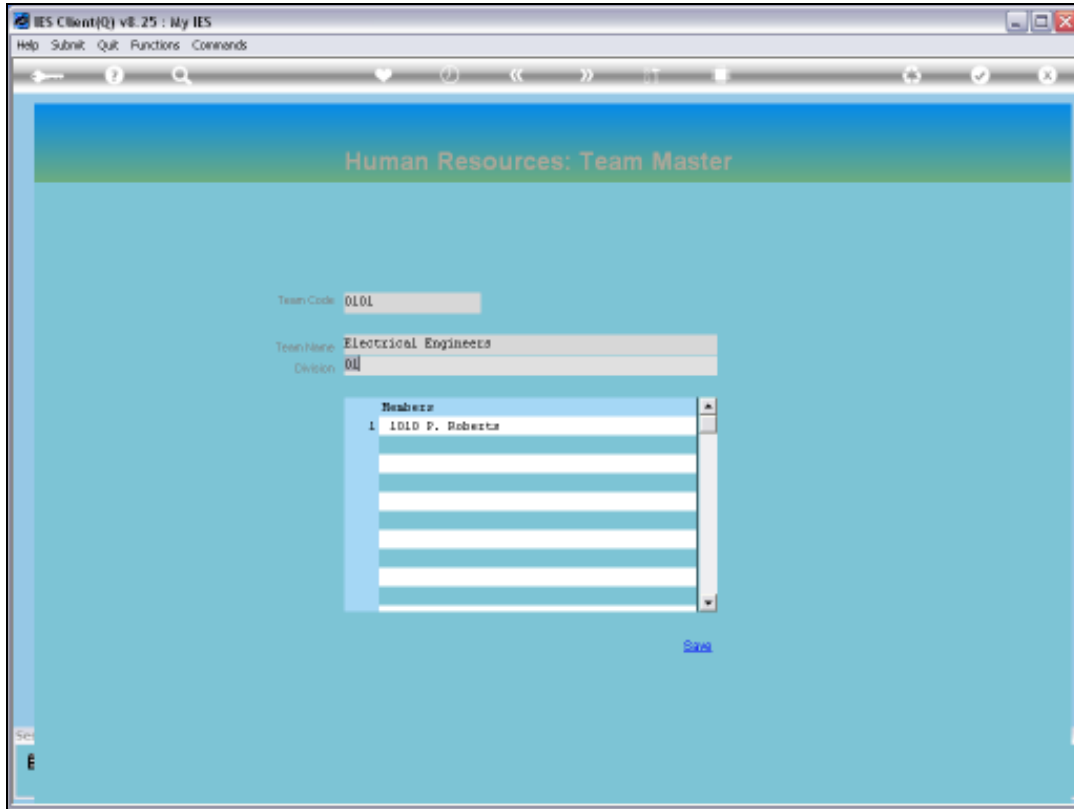 IES Client(Q) v8.25 : My IES
Help Submit Quit Functions Commands
Human Resources: Team Master
Team Code 0101
Team Name Electrical Engineers
Division 01
Members
1 1010 P. Roberts
Save